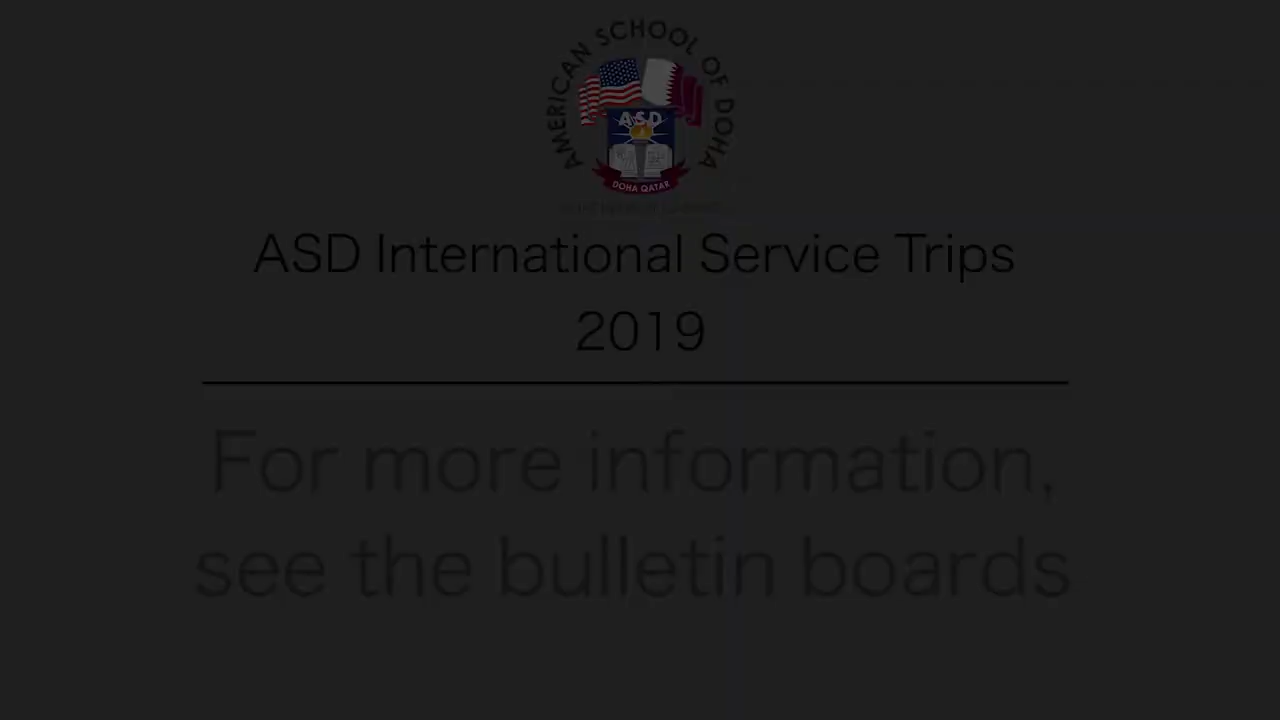 AMERICAN SCHOOL OF DOHA
ASD
DOHA QATAR
ASD International Service Trips
2019
For more information,
see the bulletin boards